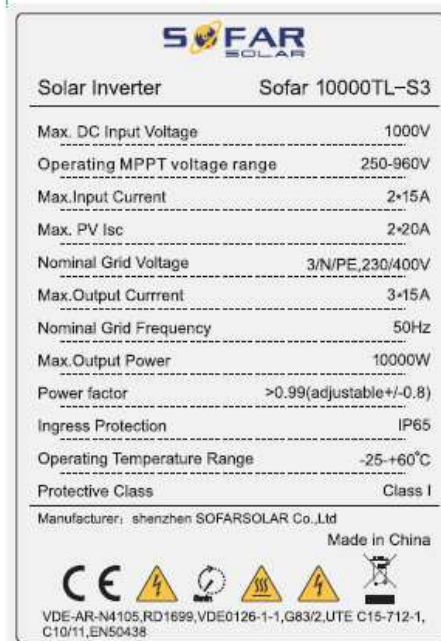 SOFAR
SOLAR
Solar Inverter Sofar 10000TL-S3
Max. DC Input Voltage 1000V
Operating MPPT voltage range 250-960V
Max.Input Current 2*15A
Max. PV Isc 2*20A
Nominal Grid Voltage 3/N/PE,230/400V
Max.Output Currrent 3*15A
Nominal Grid Frequency 50Hz
Max.Output Power 10000W
Power factor >0.99(adjustable+/-0.8)
Ingress Protection IP65
Operating Temperature Range -25-+60°C
Protective Class Class I
Manufacturer: shenzhen SOFARSOLAR Co.,Ltd
Made in China
CE
VDE-AR-N4105,RD1699,VDE0126-1-1,G83/2,UTE C15-712-1,
C10/11,EN50438